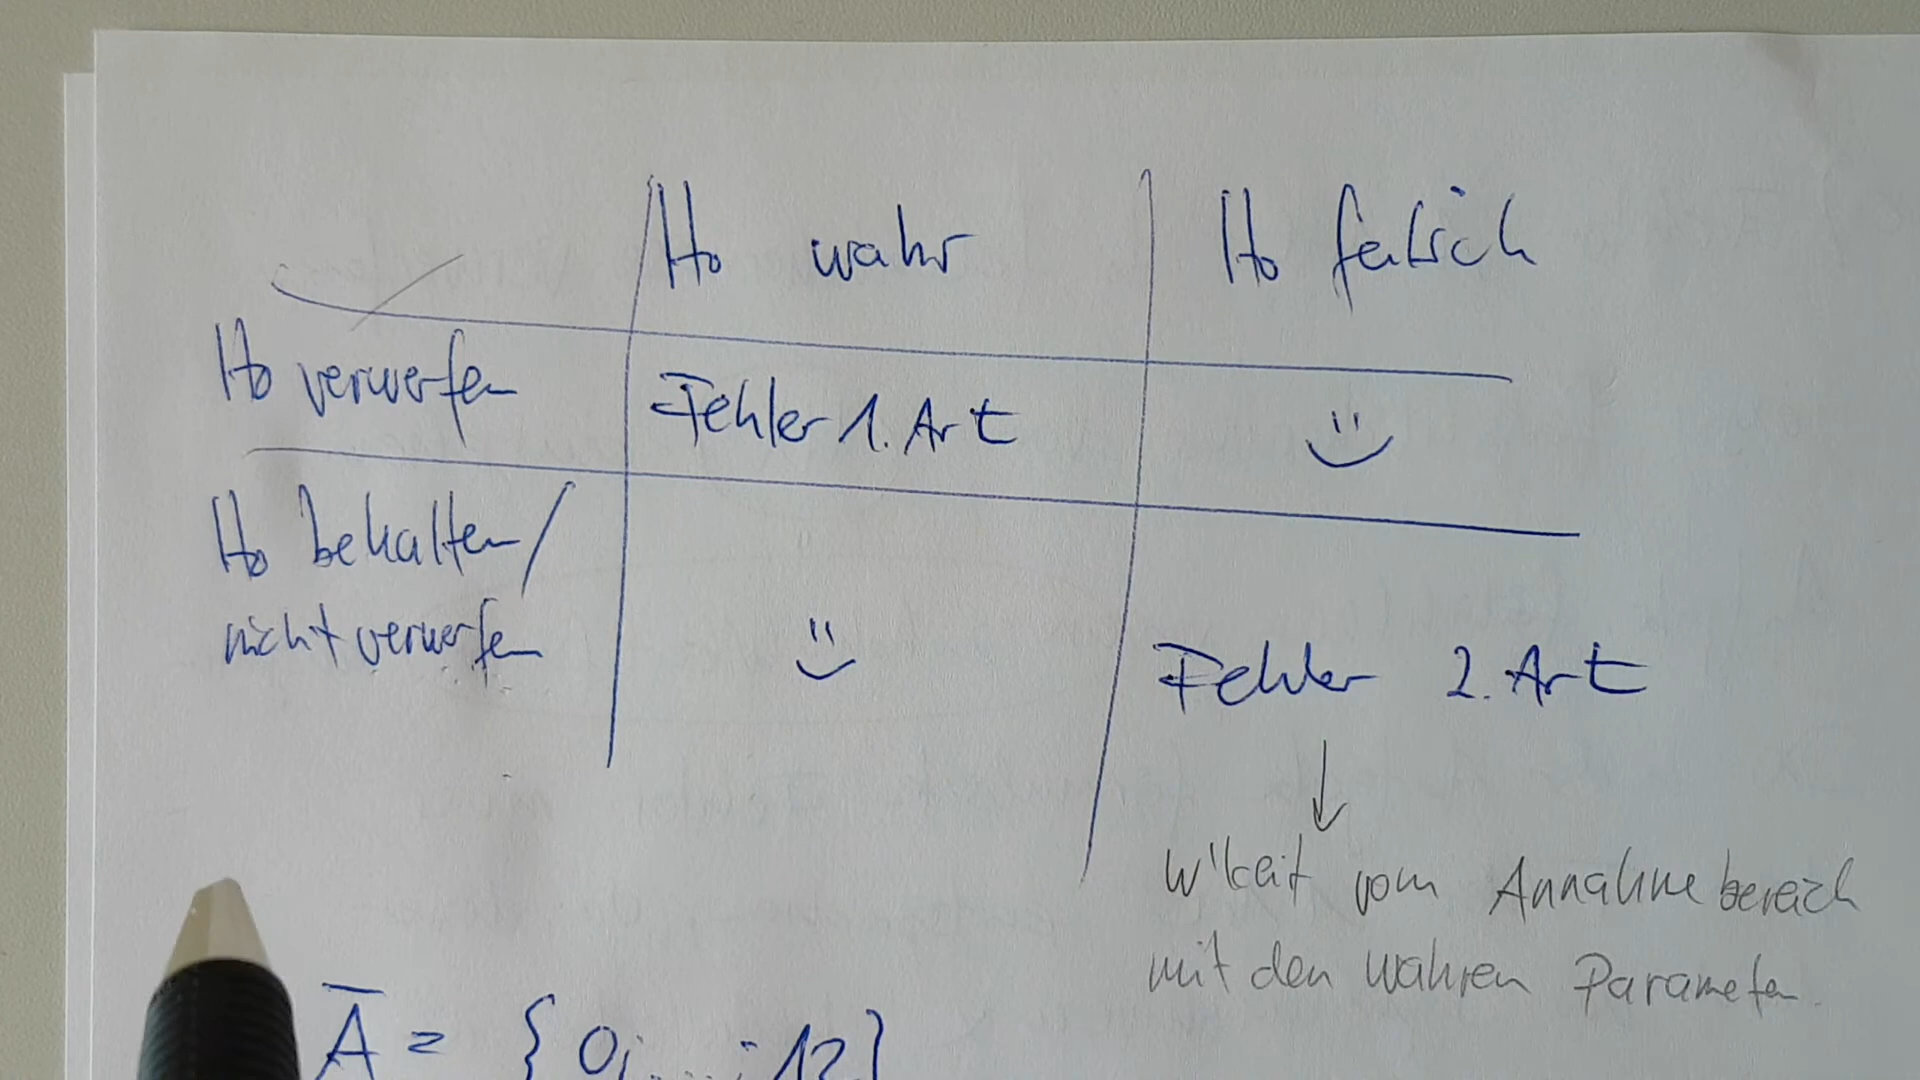 H0 wahr H0 falsch
H0 verwerfen Fehler 1. Art
H0 behalten/
nicht verwerfen
Fehler 2. Art
W'keit vom Annahmebereich
mit den wahren Parametern.
A = {0;...;12}